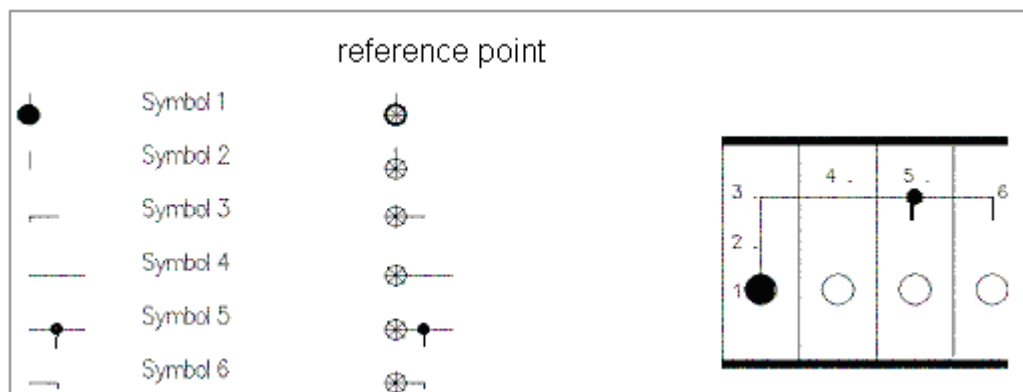 reference point
Symbol 1
Symbol 2
Symbol 3
Symbol 4
Symbol 5
Symbol 6
4 .
5 .
3
6
2 .
1